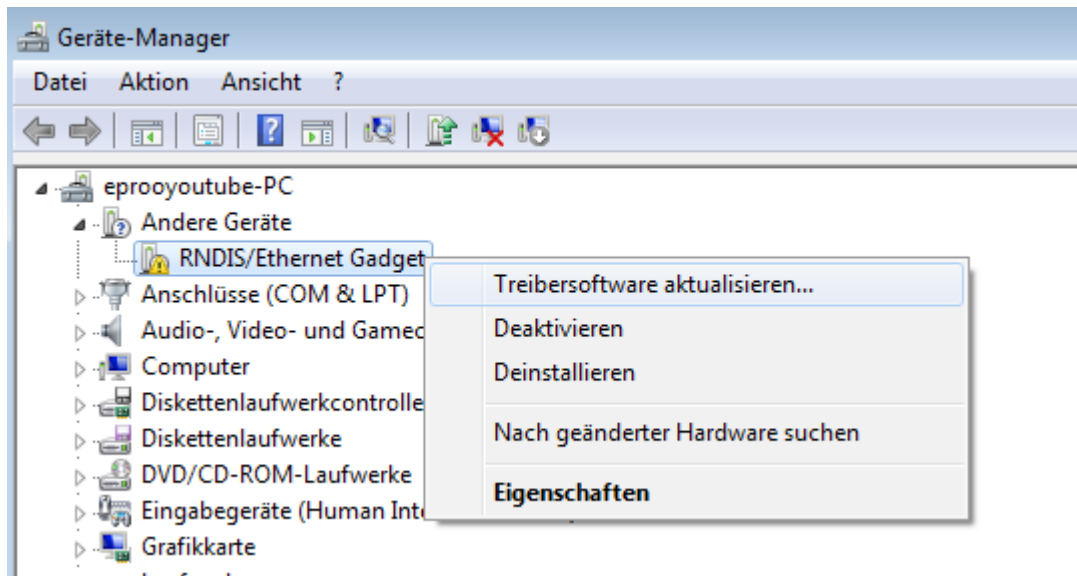 Geräte-Manager
Datei Aktion Ansicht ?
eprooyoutube-PC
Andere Geräte
RNDIS/Ethernet Gadget
Anschlüsse (COM & LPT)
Audio-, Video- und Gamec
Computer
Diskettenlaufwerkcontrolle
Diskettenlaufwerke
DVD/CD-ROM-Laufwerke
Eingabegeräte (Human Inte
Grafikkarte
Treibersoftware aktualisieren...
Deaktivieren
Deinstallieren
Nach geänderter Hardware suchen
Eigenschaften